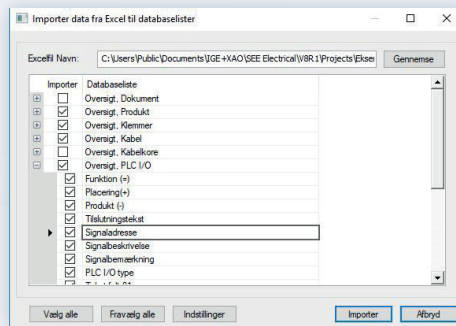 Importer data fra Excel til databaselister
Excelfil Navn: C:\Users\Public\Documents\IGE+XAO\SEE Electrical\V8R1\Projects\Ekse Gennemse
Importer Databaseliste
Oversigt, Dokument
Oversigt, Produkt
Oversigt, Klemmer
Oversigt, Kabel
Oversigt, Kabelkore
Oversigt, PLC I/O
Funktion (=)
Placering(+)
Produkt (-)
Tilslutningstekst
Signaladresse
Signalbeskrivelse
Signalbemærkning
PLC I/O type
Vælg alle Fravælg alle Indstillinger Importer Afbryd